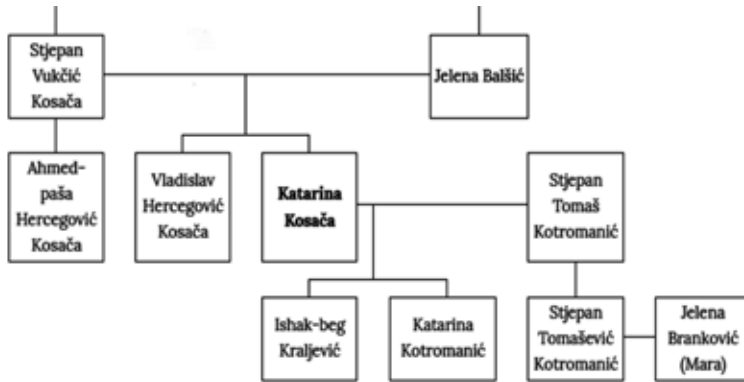 Stjepan
Vukčić
Kosača
Jelena Balšić
Ahmed-
paša
Hercegović
Kosača
Vladislav
Hercegović
Kosača
Katarina
Kosača
Stjepan
Tomaš
Kotromanić
Ishak-beg
Kraljević
Katarina
Kotromanić
Stjepan
Tomašević
Kotromanić
Jelena
Branković
(Mara)